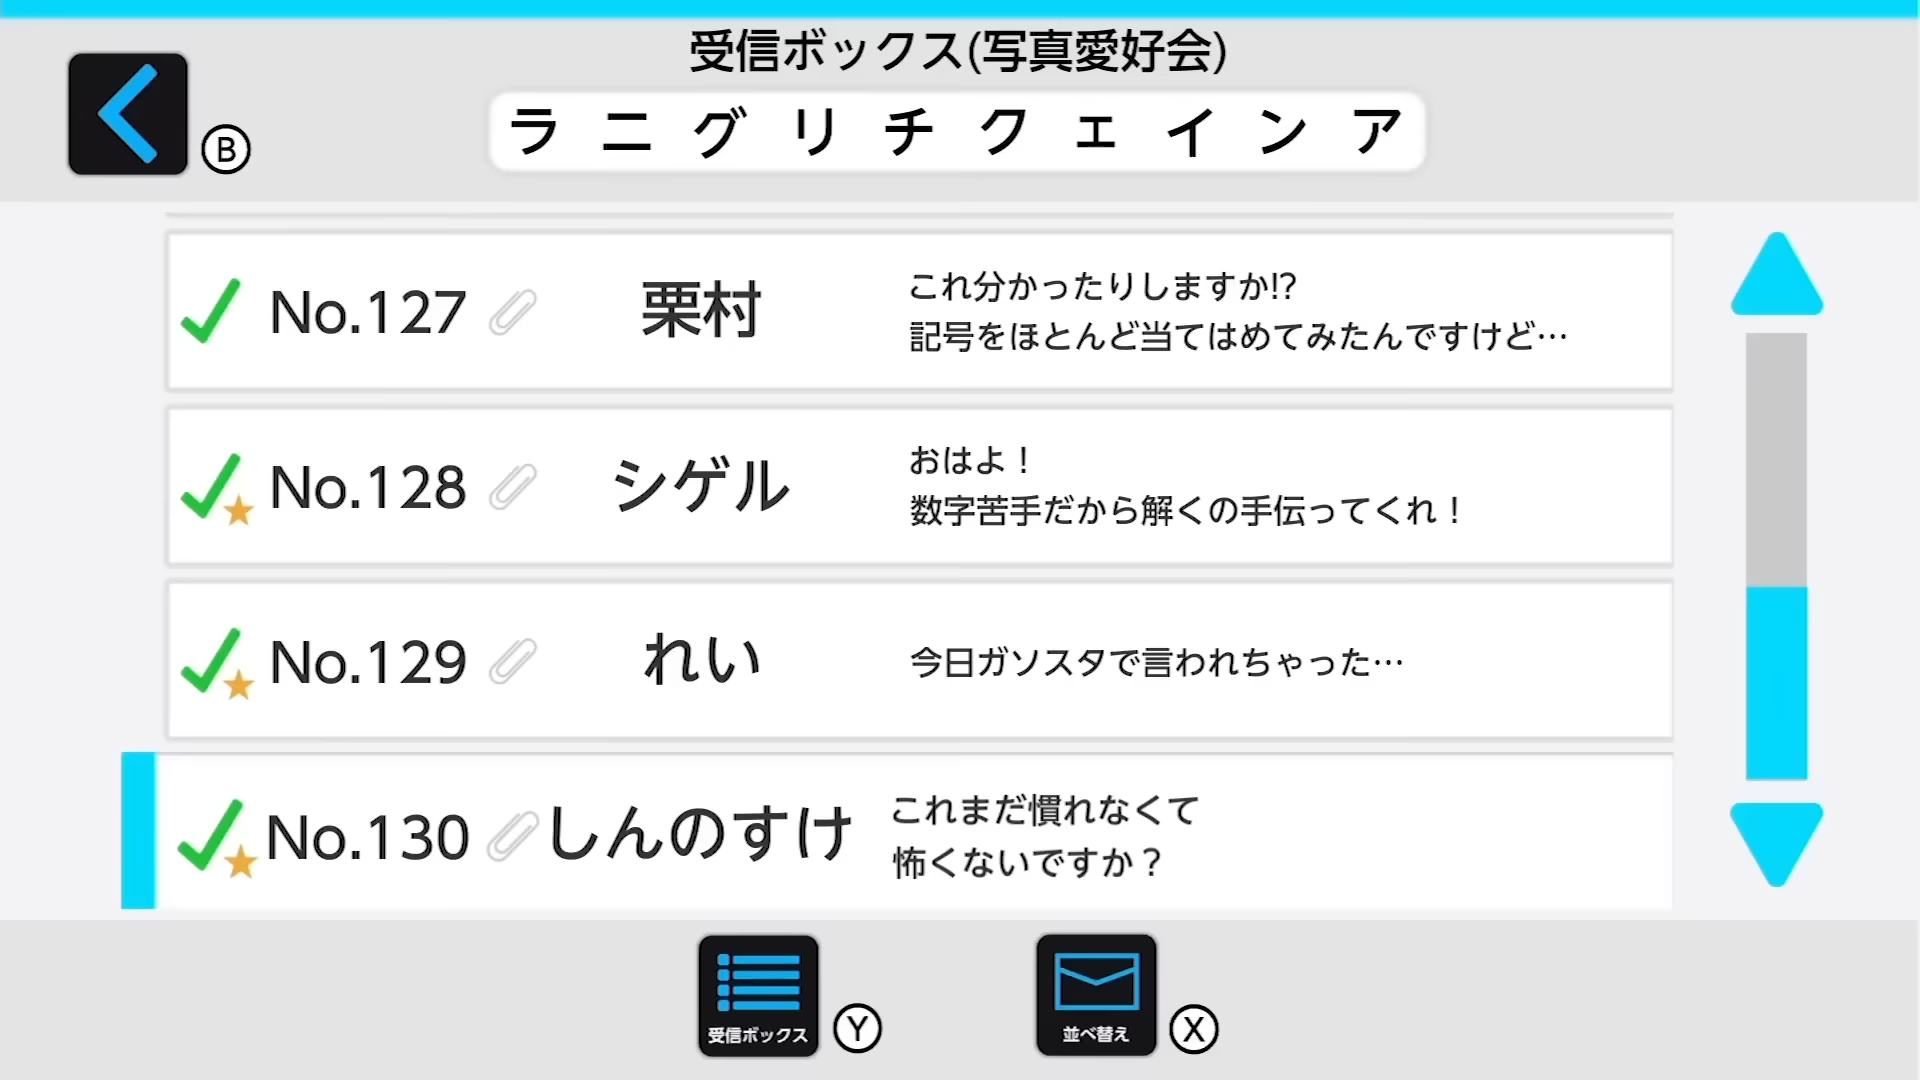 受信ボックス(写真愛好会)
B
ラニグリチクェインア
No.127 栗村
これ分かったりしますか!?
記号をほとんど当てはめてみたんですけど…
No.128 シゲル
おはよ！
数字苦手だから解くの手伝ってくれ！
No.129 れい
今日ガソスタで言われちゃった…
No.130 しんのすけ
これまだ慣れなくて
怖くないですか？
受信ボックス Y
並べ替え X